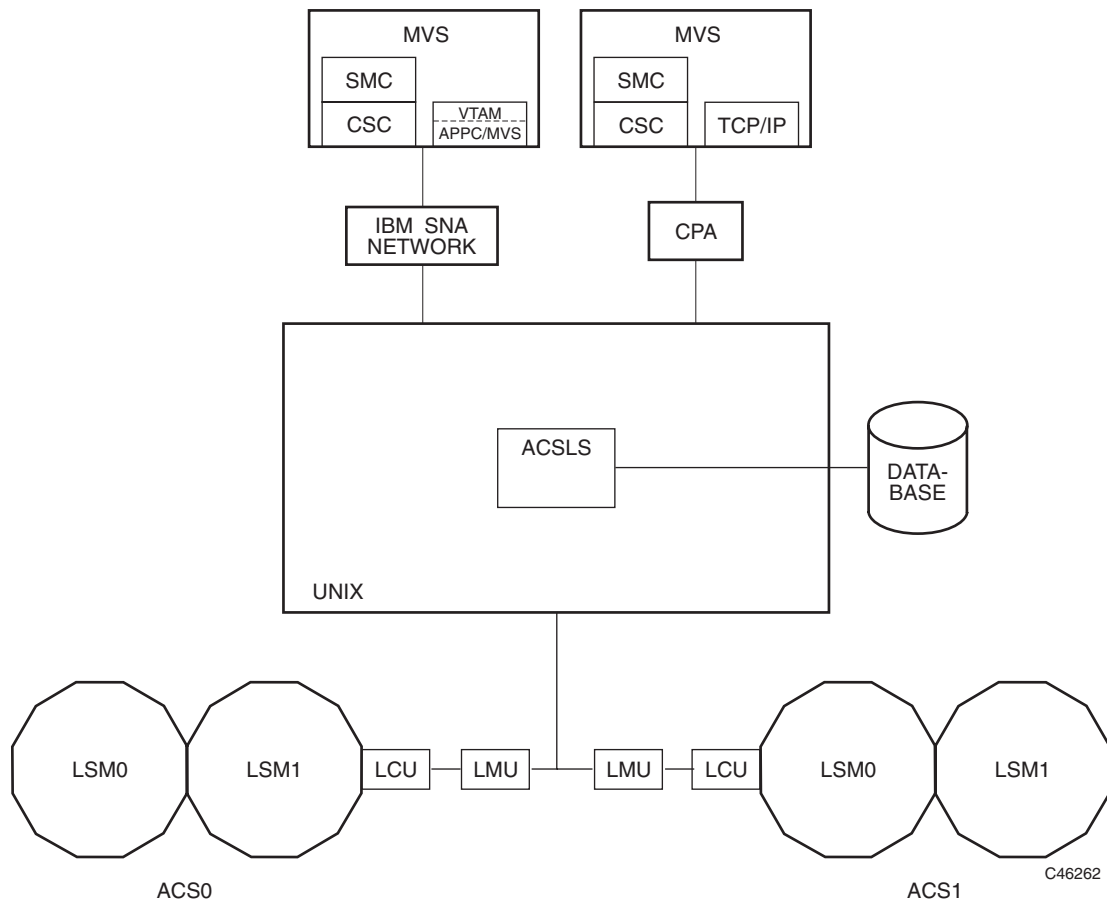 MVS
SMC
CSC
VTAM
APPC/MVS
MVS
SMC
CSC
TCP/IP
IBM SNA
NETWORK
CPA
ACSLS
DATA-
BASE
UNIX
LSM0
LSM1
LCU
LMU
LMU
LCU
LSM0
LSM1
C46262
ACS0
ACS1